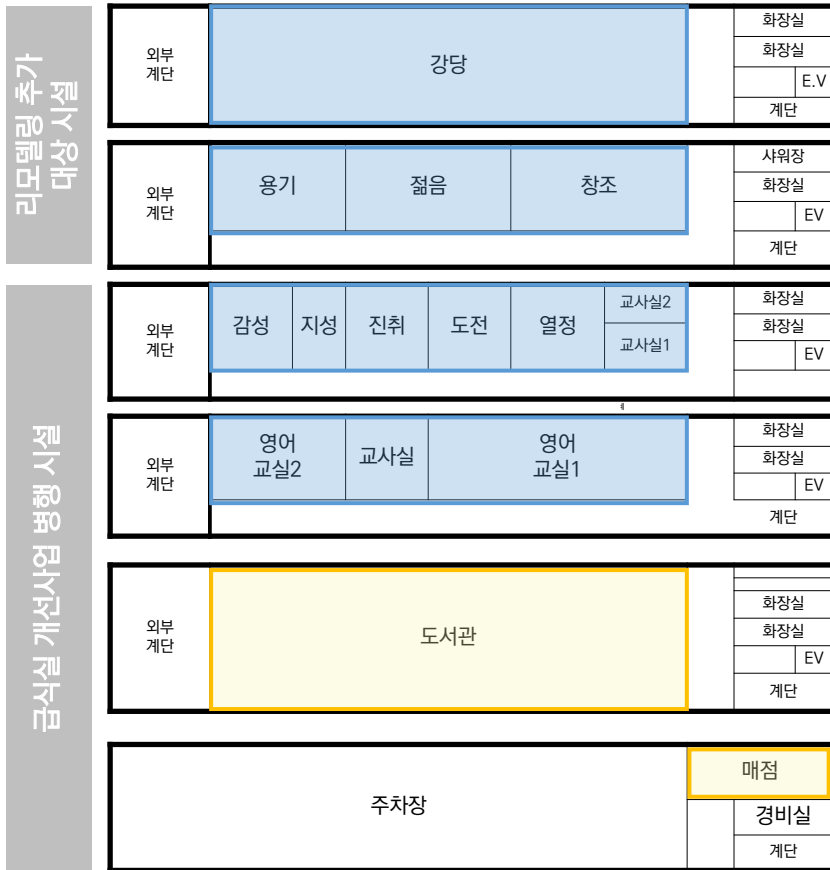 리모델링 추가
대상 시설
외부
계단
강당
화장실
화장실
E.V
계단
외부
계단
용기
젊음
창조
샤워장
화장실
EV
계단
급식실 개선사업 병행 시설
외부
계단
감성
지성
진취
도전
열정
교사실2
교사실1
화장실
화장실
EV
외부
계단
영어
교실2
교사실
영어
교실1
화장실
화장실
EV
계단
외부
계단
도서관
화장실
화장실
EV
계단
주차장
매점
경비실
계단